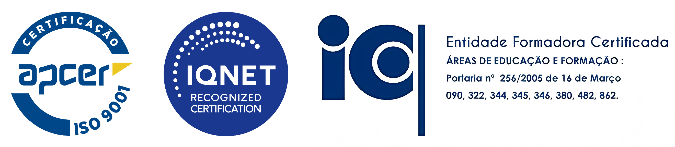 CERTIFICAÇÃO
apcer
ISO 9001
IQNET
RECOGNIZED
CERTIFICATION
iq
Entidade Formadora Certificada
ÁREAS DE EDUCAÇÃO E FORMAÇÃO :
Portaria nº 256/2005 de 16 de Março
090, 322, 344, 345, 346, 380, 482, 862.